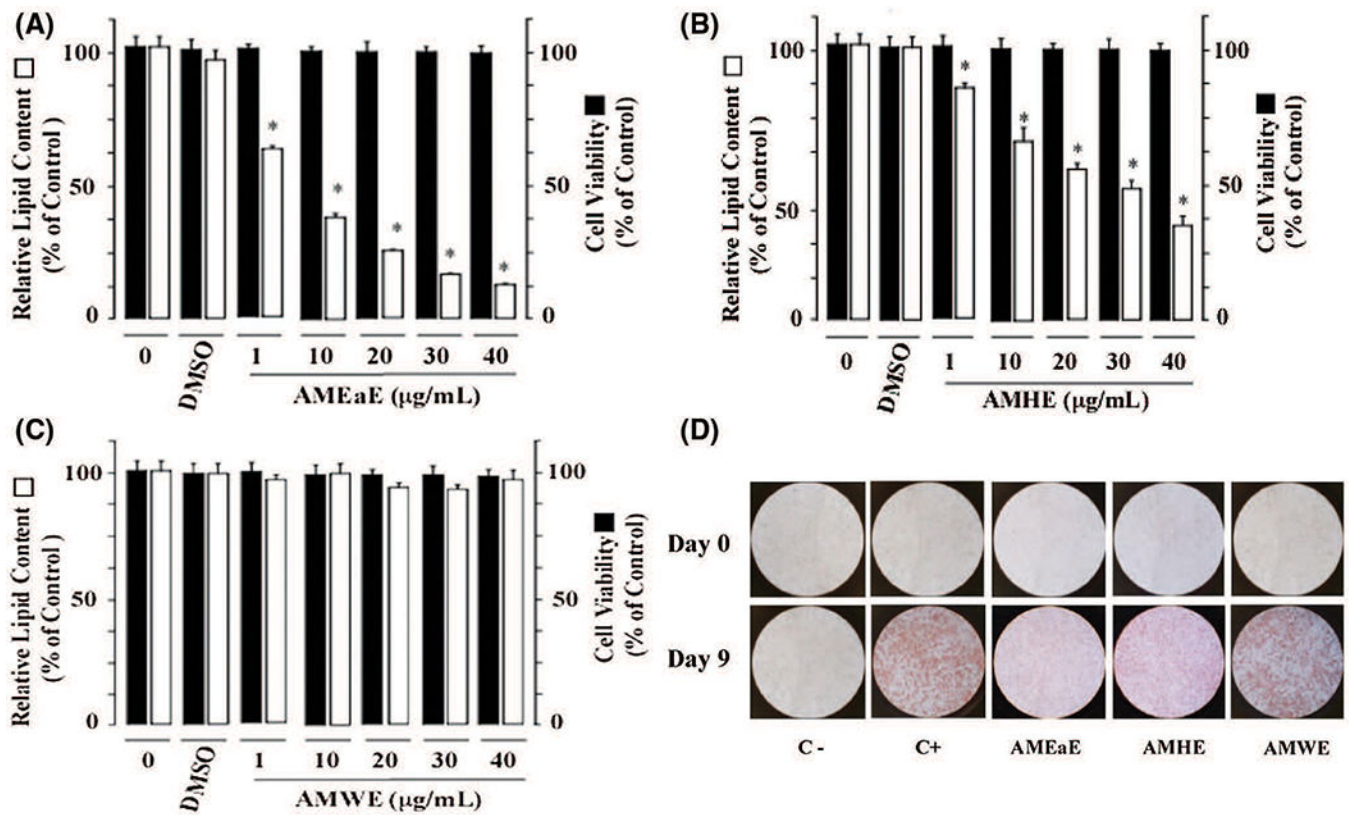 (A)
Relative Lipid Content
(% of Control)
100
50
0
100
50
0
Cell Viability
(% of Control)
*
*
*
*
*
0
DMSO
1
10
20
30
40
AMEaE (μg/mL)
(B)
Relative Lipid Content
(% of Control)
100
50
0
100
50
0
Cell Viability
(% of Control)
*
*
*
*
*
0
DMSO
1
10
20
30
40
AMHE (μg/mL)
(C)
Relative Lipid Content
(% of Control)
100
50
0
100
50
0
Cell Viability
(% of Control)
0
DMSO
1
10
20
30
40
AMWE (μg/mL)
(D)
Day 0
Day 9
C -
C+
AMEaE
AMHE
AMWE